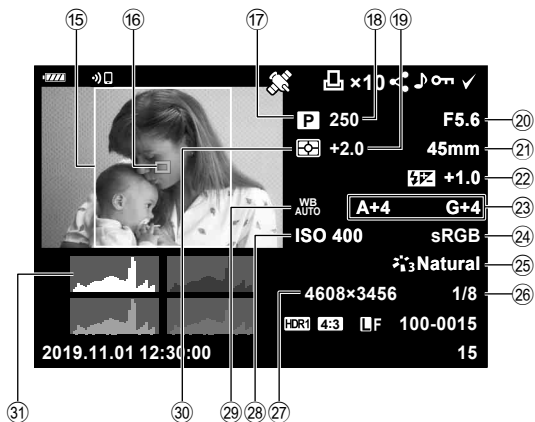 15 16 17 18 19
×10
P 250 F5.6 20
+2.0 45mm 21
+1.0 22
WB AUTO A+4 G+4 23
ISO 400 sRGB 24
3 Natural 25
4608×3456 1/8 26
HDR1 4:3 LF 100-0015
2019.11.01 12:30:00 15
31 30 29 28 27